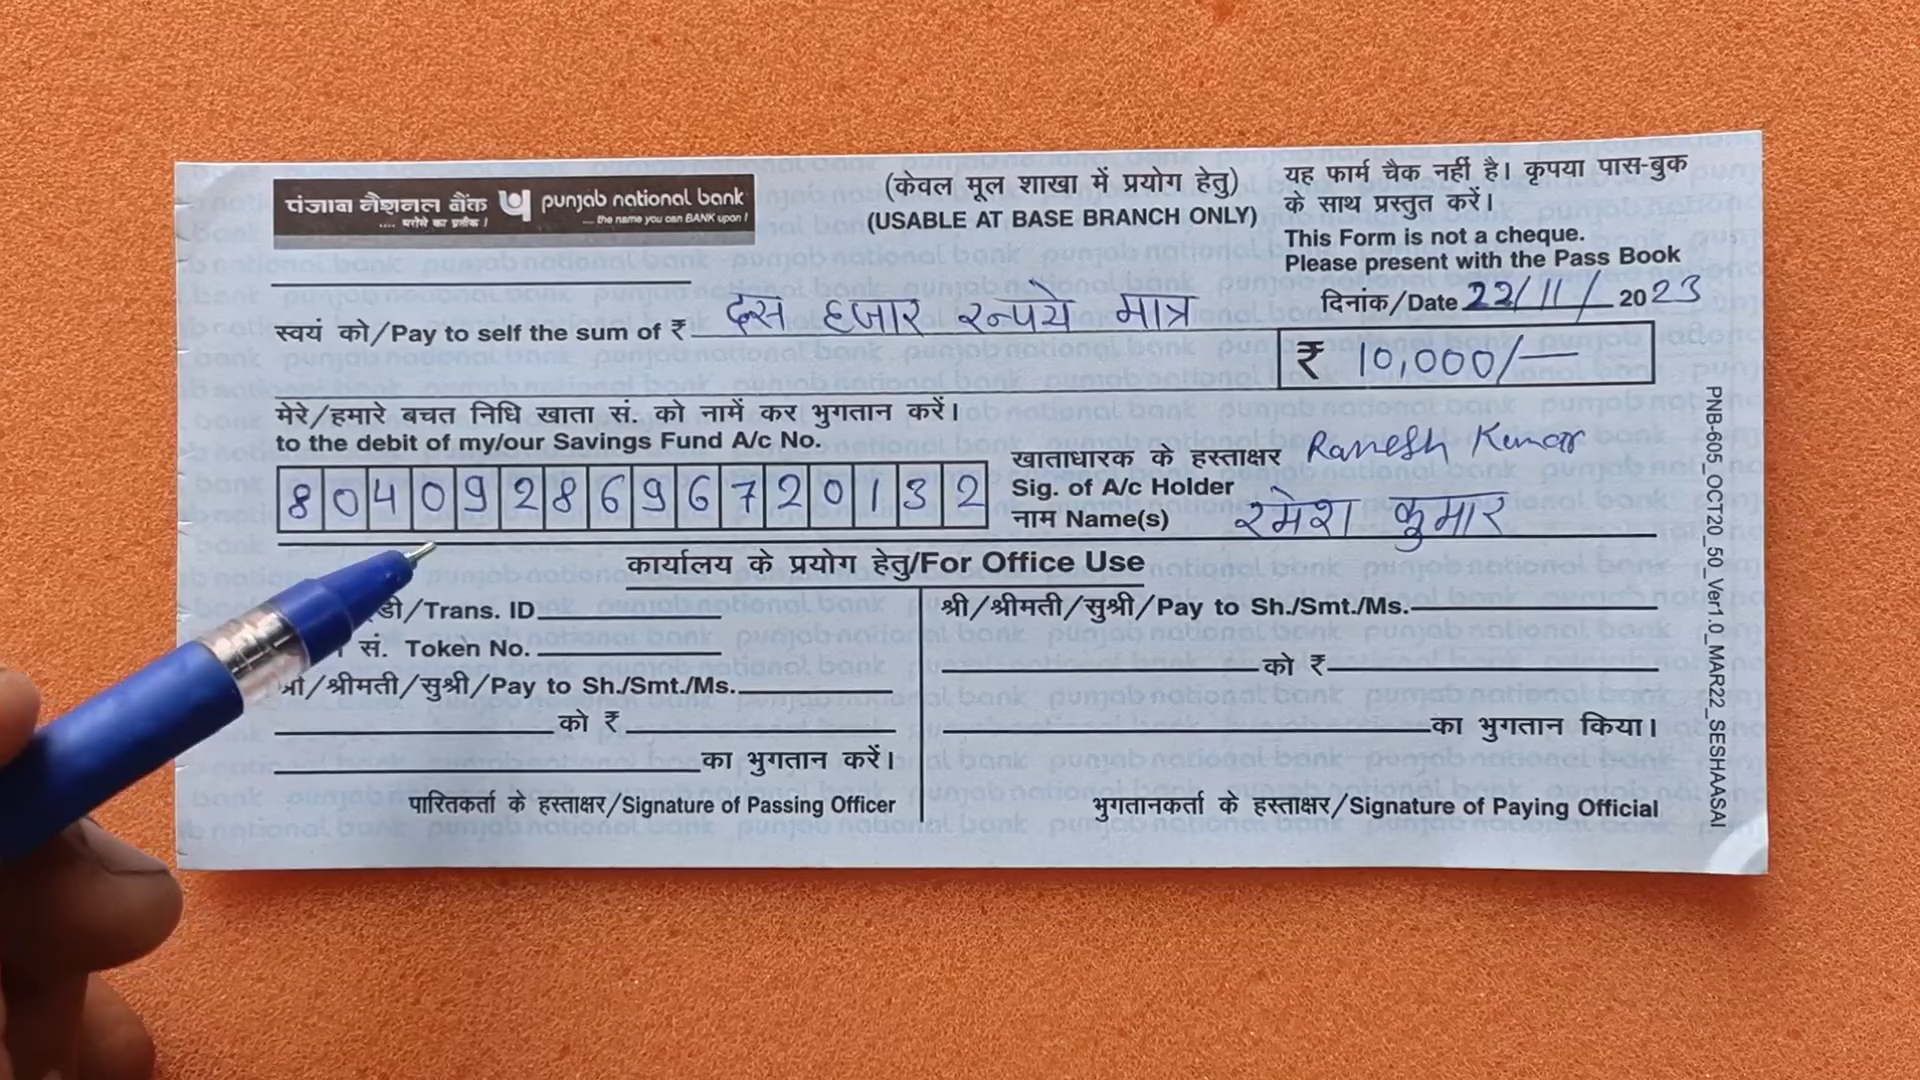 पंजाब नैशनल बैंक punjab national bank
.... भरोसे का प्रतीक ! ...the name you can BANK upon !
(केवल मूल शाखा में प्रयोग हेतु)
(USABLE AT BASE BRANCH ONLY)
यह फार्म चैक नहीं है। कृपया पास-बुक
के साथ प्रस्तुत करें।
This Form is not a cheque.
Please present with the Pass Book
दिनाक/Date 22/11/2023
स्वयं को/Pay to self the sum of ₹ दस हजार रूपये मात्र
₹ 10,000/—
मेरे/हमारे बचत निधि खाता सं. को नामें कर भुगतान करें।
to the debit of my/our Savings Fund A/c No.
8040928696720132
खाताधारक के हस्ताक्षर Ramesh Kumar
Sig. of A/c Holder
नाम Name(s) रमेश कुमार
कार्यालय के प्रयोग हेतु/For Office Use
डी/Trans. ID
सं. Token No.
श्री/श्रीमती/सुश्री/Pay to Sh./Smt./Ms.
को ₹
का भुगतान करें।
पारितकर्ता के हस्ताक्षर/Signature of Passing Officer
श्री/श्रीमती/सुश्री/Pay to Sh./Smt./Ms.
को ₹
का भुगतान किया।
भुगतानकर्ता के हस्ताक्षर/Signature of Paying Official
PNB-605_OCT20_50_Ver1.0_MAR22_SESHAASAI